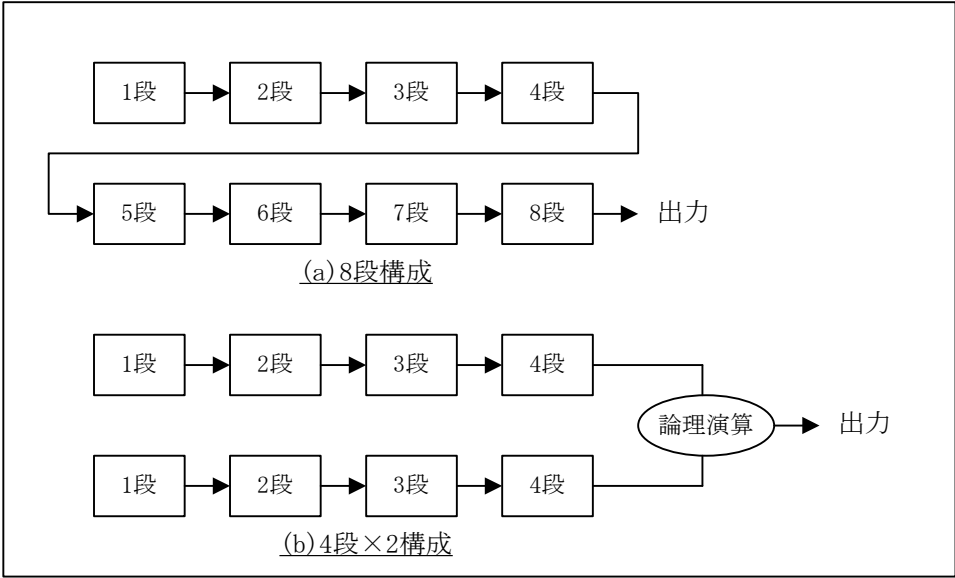 1段 2段 3段 4段
5段 6段 7段 8段 出力
(a)8段構成
1段 2段 3段 4段
論理演算 出力
1段 2段 3段 4段
(b)4段×2構成